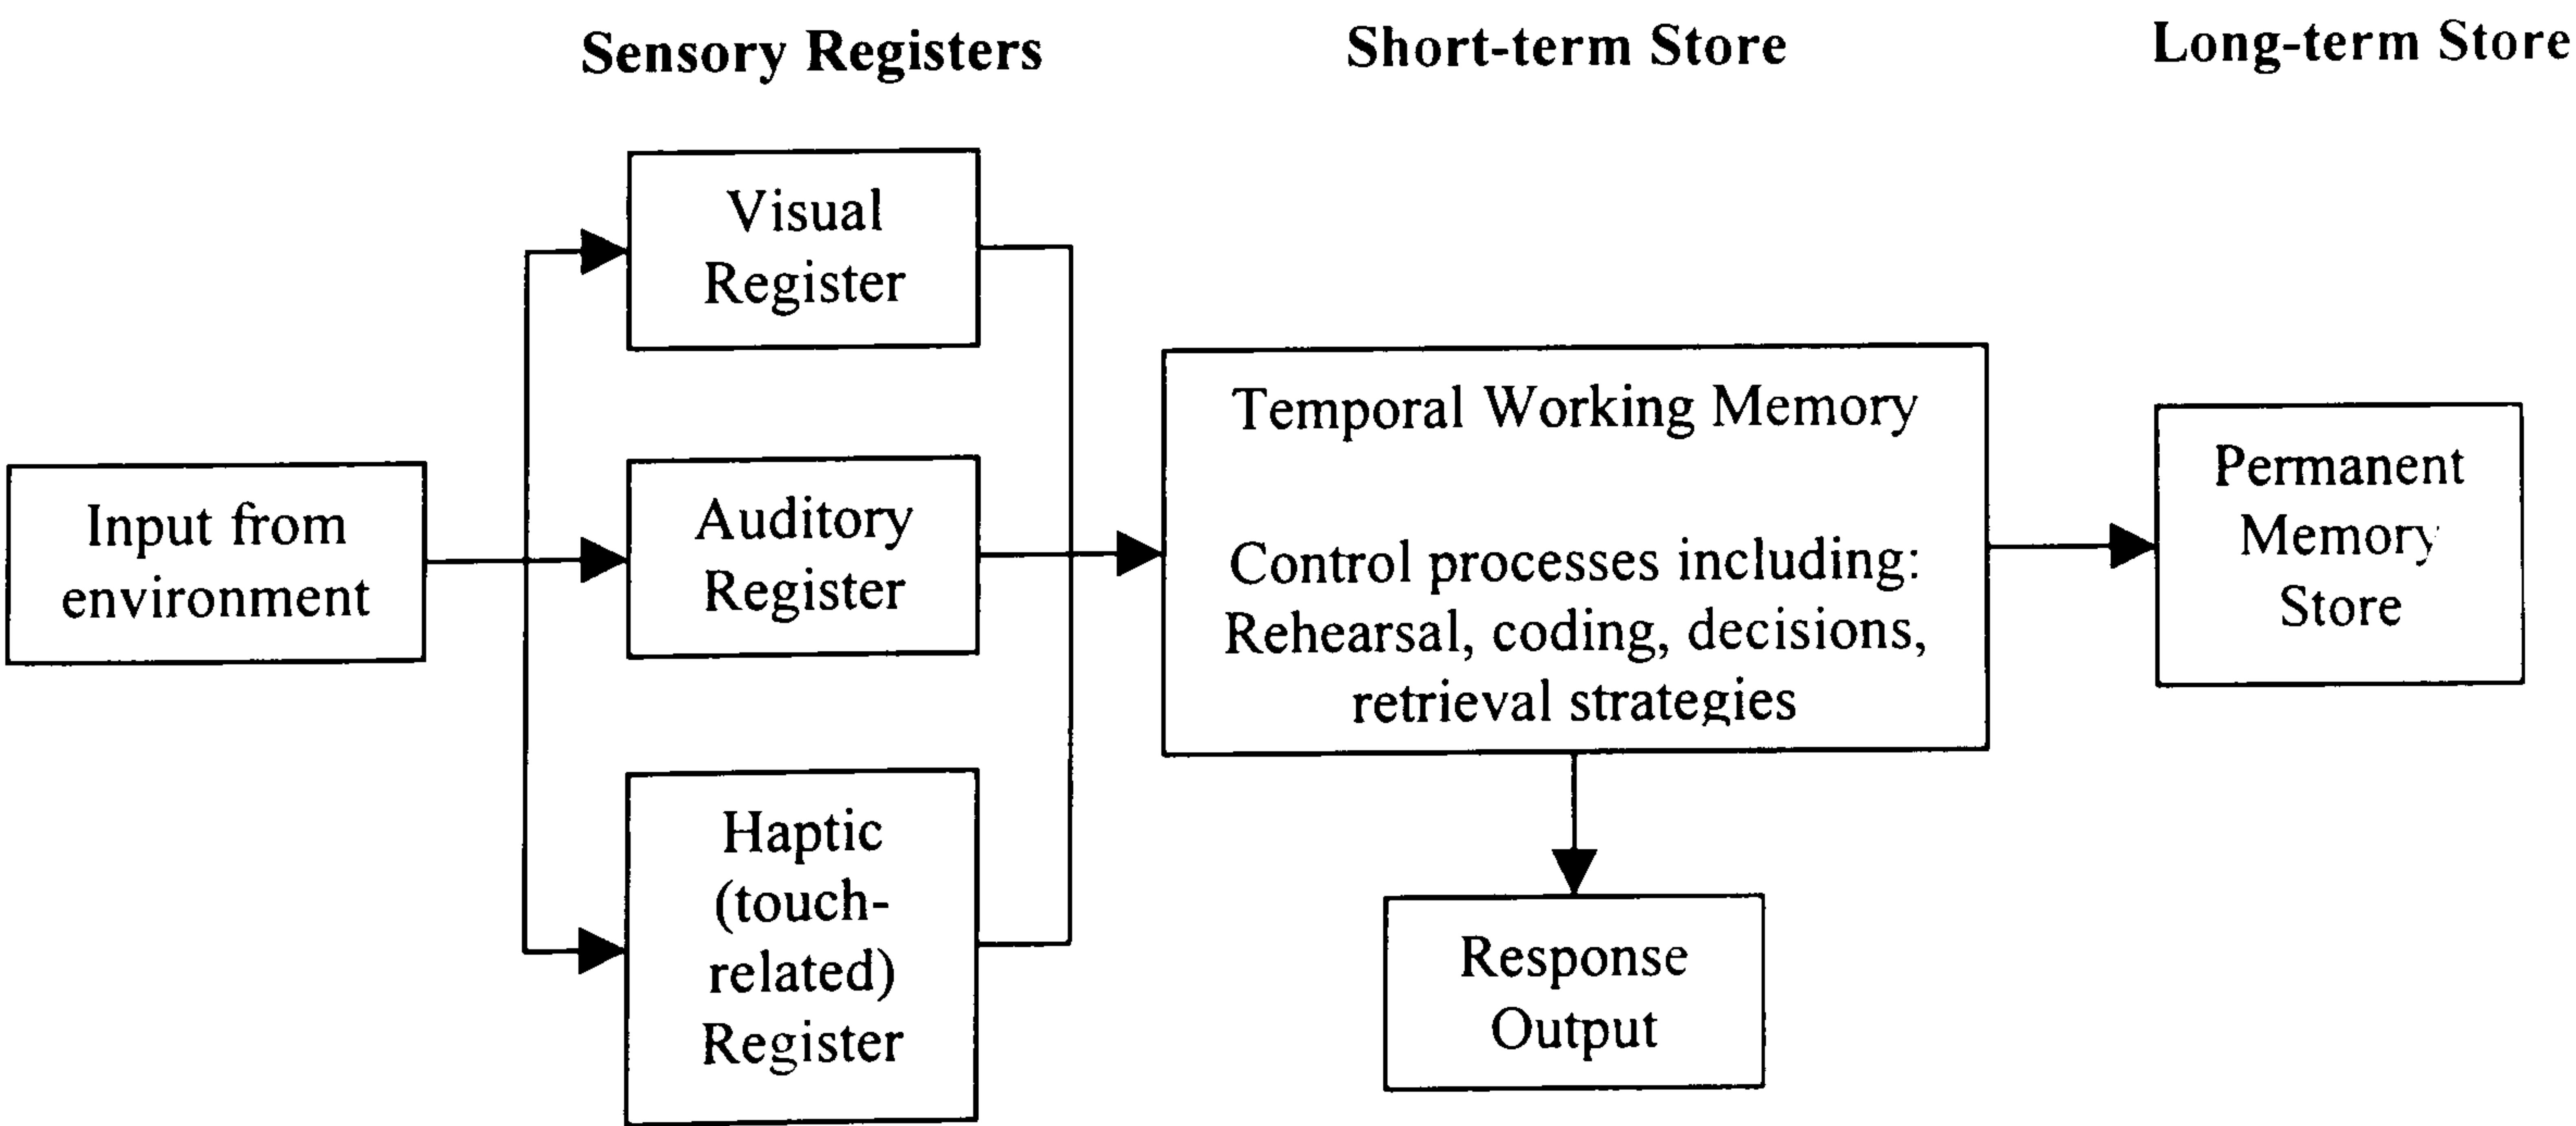 Sensory Registers
Short-term Store
Long-term Store
Input from
environment
Visual
Register
Auditory
Register
Haptic
(touch-
related)
Register
Temporal Working Memory
Control processes including:
Rehearsal, coding, decisions,
retrieval strategies
Response
Output
Permanent
Memory
Store